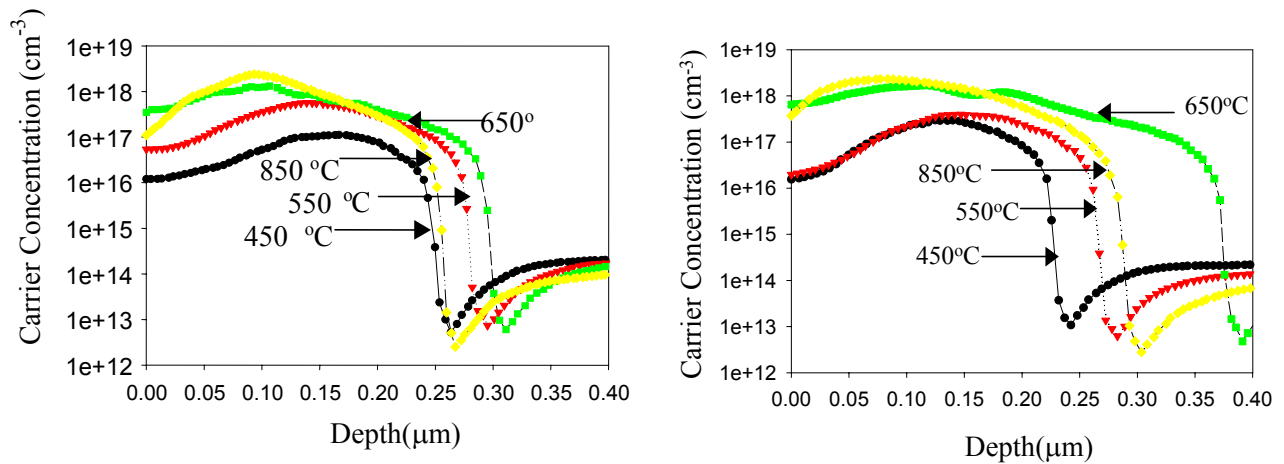 Carrier Concentration (cm-3)
1e+19
1e+18
1e+17
1e+16
1e+15
1e+14
1e+13
1e+12
650º
850 ºC
550 ºC
450 ºC
0.00 0.05 0.10 0.15 0.20 0.25 0.30 0.35 0.40
Depth(µm)
Carrier Concentration (cm-3)
1e+19
1e+18
1e+17
1e+16
1e+15
1e+14
1e+13
1e+12
650ºC
850ºC
550ºC
450ºC
0.00 0.05 0.10 0.15 0.20 0.25 0.30 0.35 0.40
Depth(µm)